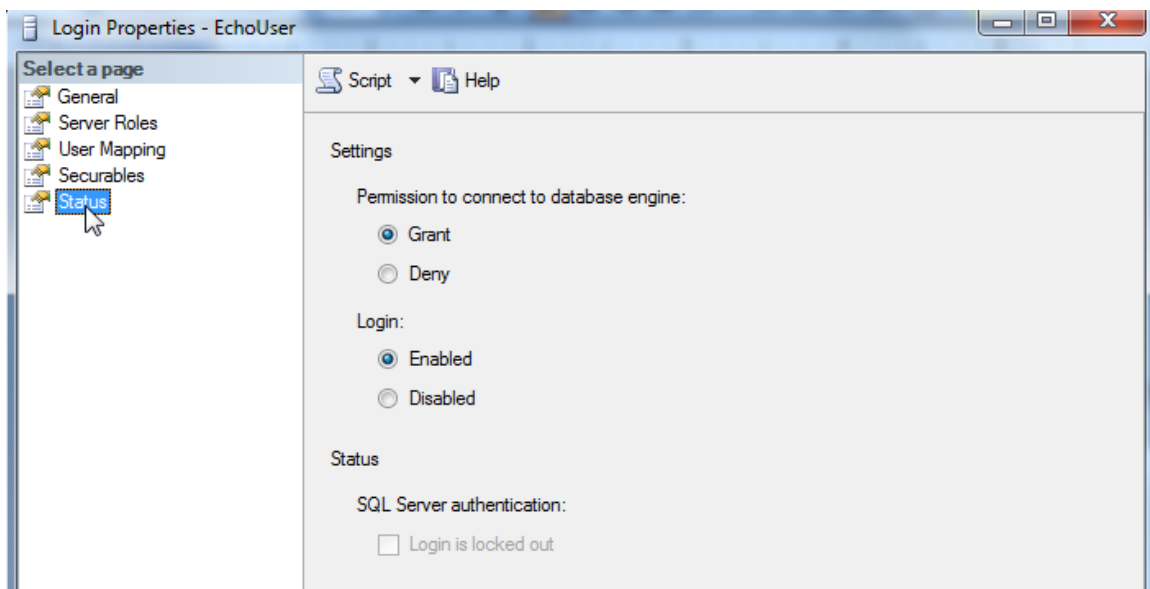 Login Properties - EchoUser
Select a page
General
Server Roles
User Mapping
Securables
Status
Script Help
Settings
Permission to connect to database engine:
Grant
Deny
Login:
Enabled
Disabled
Status
SQL Server authentication:
Login is locked out